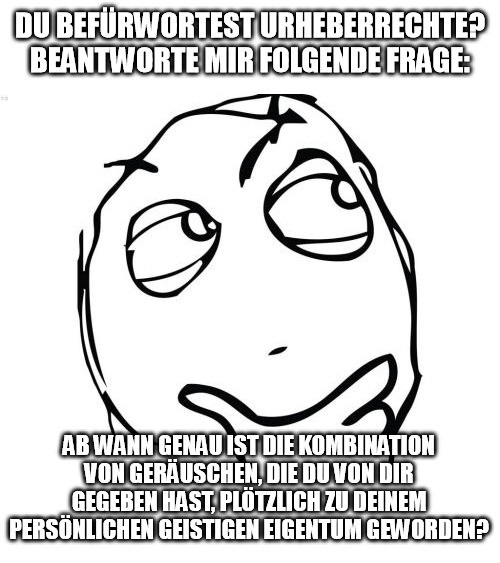 DU BEFÜRWORTEST URHEBERRECHTE?
BEANTWORTE MIR FOLGENDE FRAGE:
AB WANN GENAU IST DIE KOMBINATION
VON GERÄUSCHEN, DIE DU VON DIR
GEGEBEN HAST, PLÖTZLICH ZU DEINEM
PERSÖNLICHEN GEISTIGEN EIGENTUM GEWORDEN?